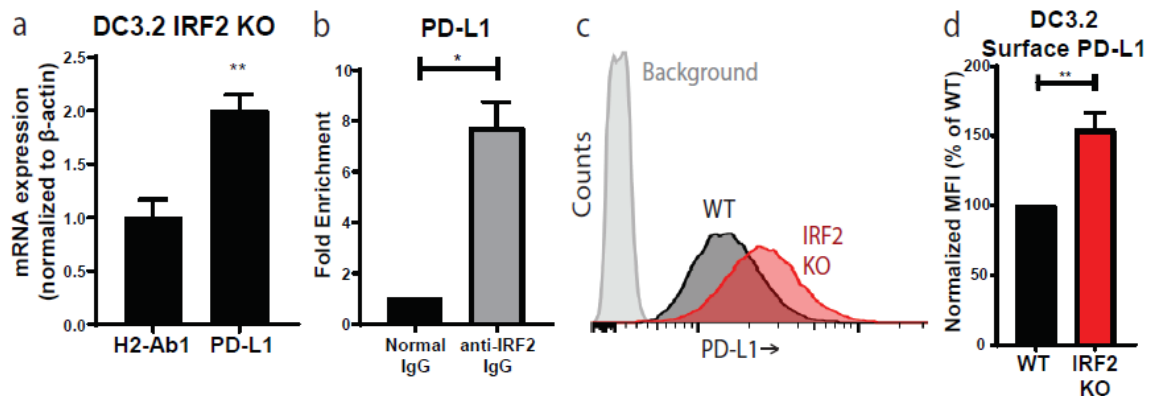 a
DC3.2 IRF2 KO
mRNA expression
(normalized to β-actin)
2.5
2.0
1.5
1.0
0.5
0.0
**
H2-Ab1
PD-L1
b
PD-L1
Fold Enrichment
10
8
6
4
2
0
*
Normal
IgG
anti-IRF2
IgG
c
Background
Counts
WT
IRF2
KO
PD-L1→
d
DC3.2
Surface PD-L1
Normalized MFI (% of WT)
200
150
100
50
0
**
WT
IRF2
KO